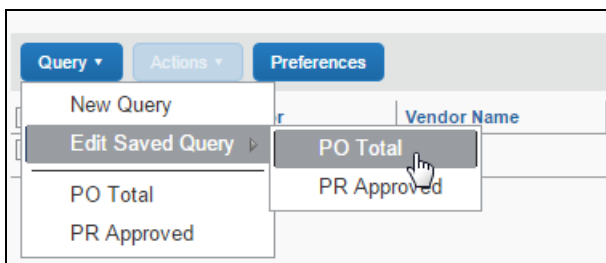 Query Actions Preferences
New Query
r Vendor Name
Edit Saved Query PO Total
PO Total PR Approved
PR Approved